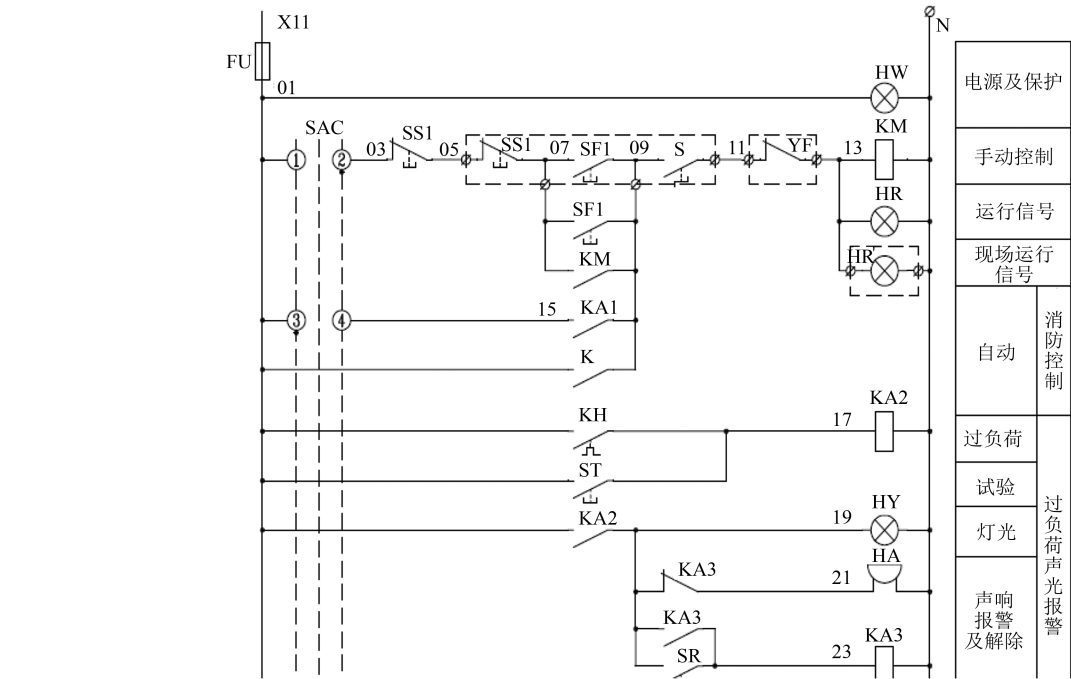 X11
N
FU
01
HW
电源及保护
SAC
①
②
03
SS1
05
SS1
07
SF1
09
S
11
YF
13
KM
手动控制
SF1
HR
运行信号
KM
HR
现场运行
信号
③
④
15
KA1
K
自动
消防控制
KH
17
KA2
过负荷
ST
试验
KA2
19
HY
灯光
KA3
21
HA
KA3
SR
23
KA3
声响
报警
及解除
过负荷声光报警